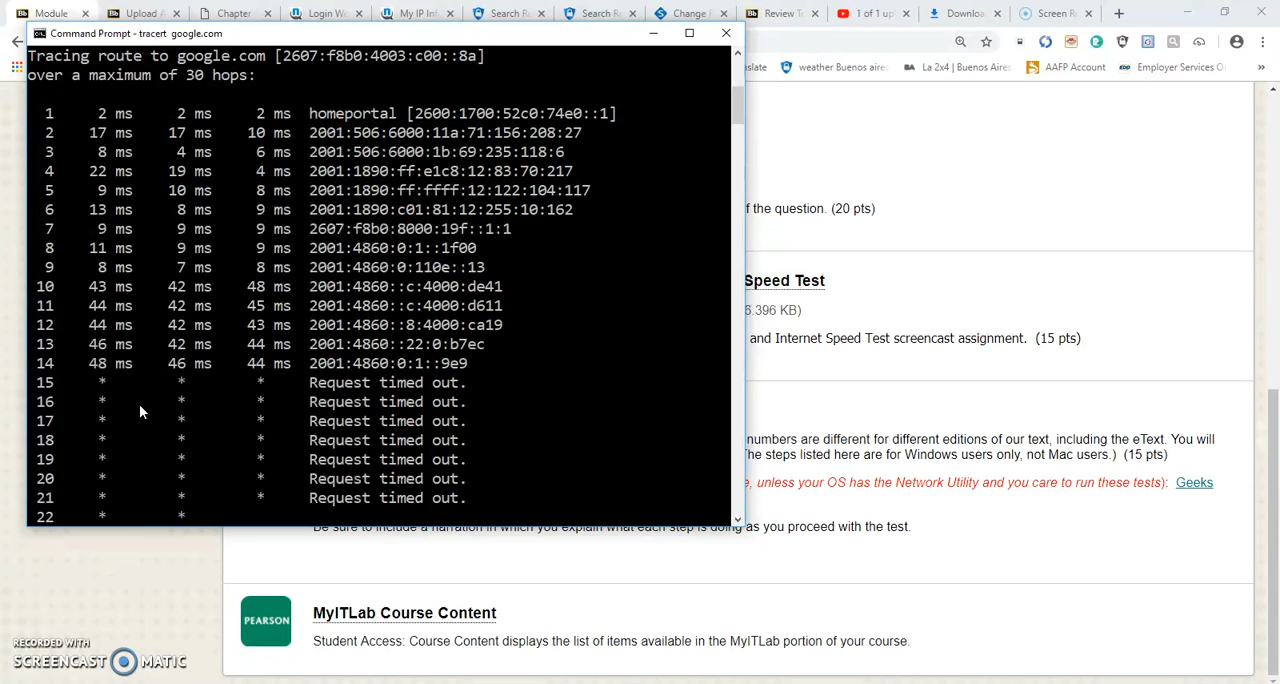 Module
Upload A
Chapter
Login W
My IP Inf
Search R
Search R
Change F
Review T
1 of 1 up
Downloa
Screen R
Command Prompt - tracert google.com
Tracing route to google.com [2607:f8b0:4003:c00::8a]
over a maximum of 30 hops:
1 2 ms 2 ms 2 ms homeportal [2600:1700:52c0:74e0::1]
2 17 ms 17 ms 10 ms 2001:506:6000:11a:71:156:208:27
3 8 ms 4 ms 6 ms 2001:506:6000:1b:69:235:118:6
4 22 ms 19 ms 4 ms 2001:1890:ff:e1c8:12:83:70:217
5 9 ms 10 ms 8 ms 2001:1890:ff:ffff:12:122:104:117
6 13 ms 8 ms 9 ms 2001:1890:c01:81:12:255:10:162
7 9 ms 9 ms 9 ms 2607:f8b0:8000:19f::1:1
8 11 ms 9 ms 9 ms 2001:4860:0:1::1f00
9 8 ms 7 ms 8 ms 2001:4860:0:110e::13
10 43 ms 42 ms 48 ms 2001:4860::c:4000:de41
11 44 ms 42 ms 45 ms 2001:4860::c:4000:d611
12 44 ms 42 ms 43 ms 2001:4860::8:4000:ca19
13 46 ms 42 ms 44 ms 2001:4860::22:0:b7ec
14 48 ms 46 ms 44 ms 2001:4860:0:1::9e9
15 * * * Request timed out.
16 * * * Request timed out.
17 * * * Request timed out.
18 * * * Request timed out.
19 * * * Request timed out.
20 * * * Request timed out.
21 * * * Request timed out.
22 * *
nslate weather Buenos aires La 2x4 | Buenos Aires AAFP Account Employer Services O
f the question. (20 pts)
Speed Test
6.396 KB)
and Internet Speed Test screencast assignment. (15 pts)
numbers are different for different editions of our text, including the eText. You will
The steps listed here are for Windows users only, not Mac users.) (15 pts)
e, unless your OS has the Network Utility and you care to run these tests): Geeks
Be sure to include a narration in which you explain what each step is doing as you proceed with the test.
PEARSON
MyITLab Course Content
Student Access: Course Content displays the list of items available in the MyITLab portion of your course.
RECORDED WITH
SCREENCAST MATIC